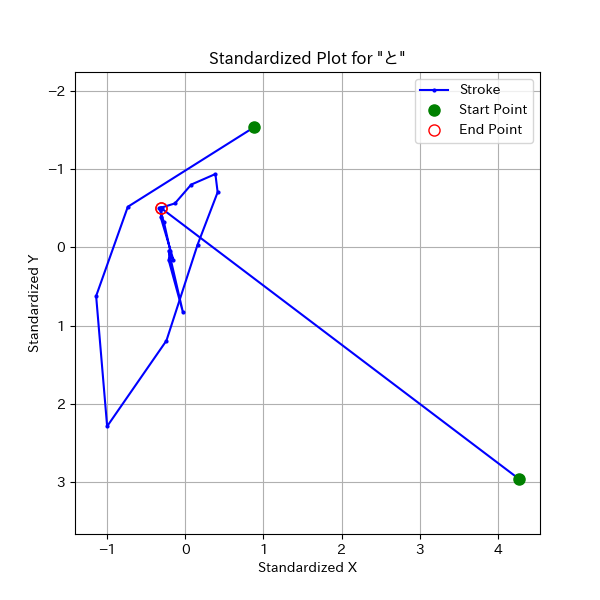 Standardized Plot for "と"
Stroke
Start Point
End Point
−2
−1
0
1
2
3
Standardized Y
−1
0
1
2
3
4
Standardized X